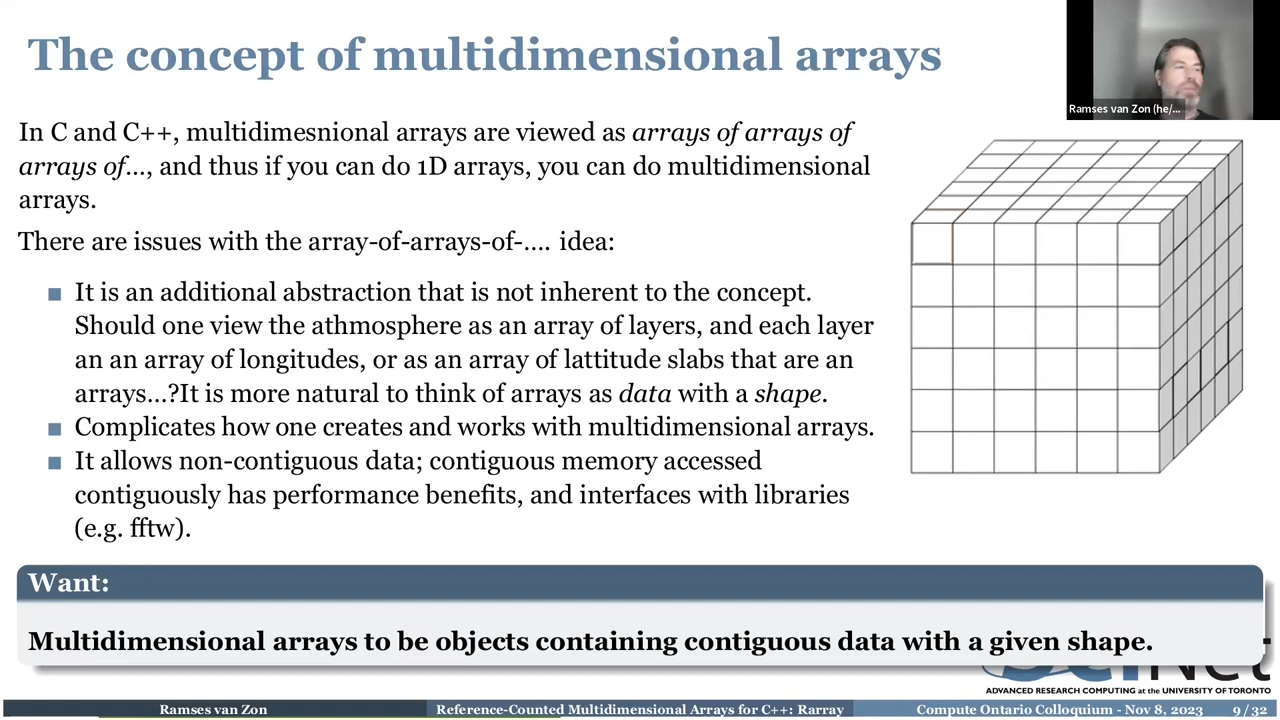 The concept of multidimensional arrays
Ramses van Zon (he/...
In C and C++, multidimesnional arrays are viewed as arrays of arrays of
arrays of..., and thus if you can do 1D arrays, you can do multidimensional
arrays.
There are issues with the array-of-arrays-of-.... idea:
■ It is an additional abstraction that is not inherent to the concept.
Should one view the athmosphere as an array of layers, and each layer
an an array of longitudes, or as an array of lattitude slabs that are an
arrays...?It is more natural to think of arrays as data with a shape.
■ Complicates how one creates and works with multidimensional arrays.
■ It allows non-contiguous data; contiguous memory accessed
contiguously has performance benefits, and interfaces with libraries
(e.g. fftw).
Want:
Multidimensional arrays to be objects containing contiguous data with a given shape.
ADVANCED RESEARCH COMPUTING at the UNIVERSITY OF TORONTO
Ramses van Zon
Reference-Counted Multidimensional Arrays for C++: Rarray
Compute Ontario Colloquium - Nov 8, 2023
9 / 32